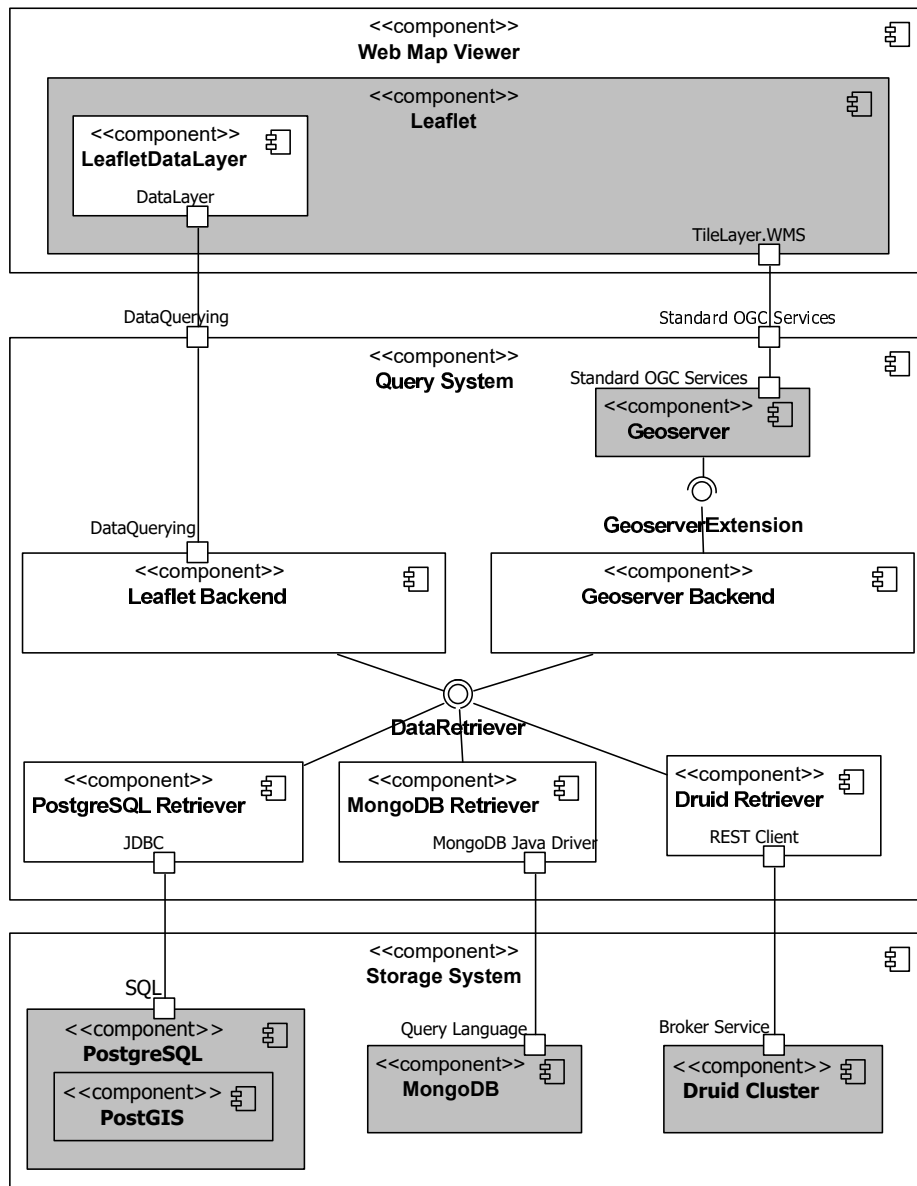 <<component>>
Web Map Viewer
<<component>>
Leaflet
<<component>>
LeafletDataLayer
DataLayer
TileLayer.WMS
DataQuerying
Standard OGC Services
<<component>>
Query System
Standard OGC Services
<<component>>
Geoserver
GeoserverExtension
DataQuerying
<<component>>
Leaflet Backend
<<component>>
Geoserver Backend
DataRetriever
<<component>>
PostgreSQL Retriever
JDBC
<<component>>
MongoDB Retriever
MongoDB Java Driver
<<component>>
Druid Retriever
REST Client
<<component>>
Storage System
SQL
<<component>>
PostgreSQL
<<component>>
PostGIS
Query Language
<<component>>
MongoDB
Broker Service
<<component>>
Druid Cluster